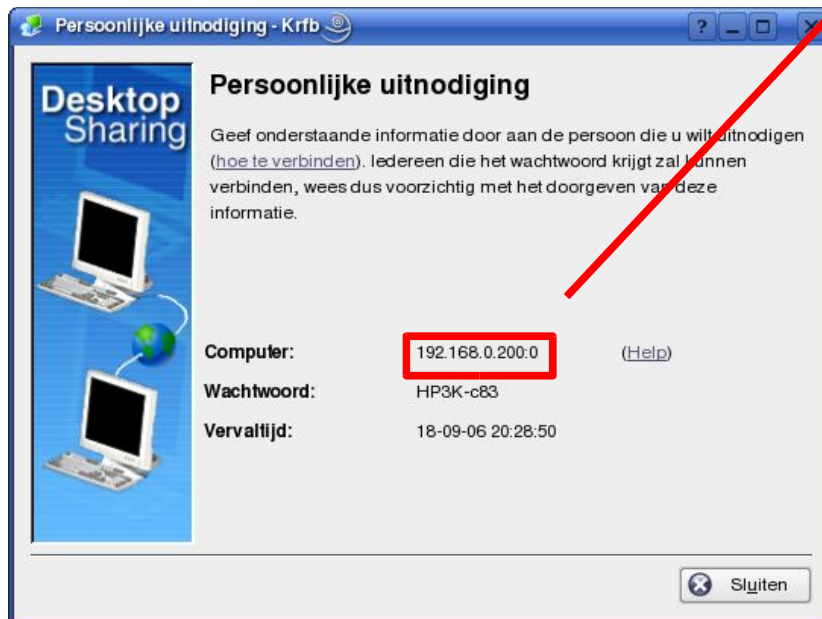 Persoonlijke uitnodiging - Krfb
Desktop
Sharing
Persoonlijke uitnodiging
Geef onderstaande informatie door aan de persoon die u wilt uitnodigen
(hoe te verbinden). Iedereen die het wachtwoord krijgt zal kunnen
verbinden, wees dus voorzichtig met het doorgeven van deze
informatie.
Computer: 192.168.0.200:0 (Help)
Wachtwoord: HP3K-c83
Vervaltijd: 18-09-06 20:28:50
Sluiten